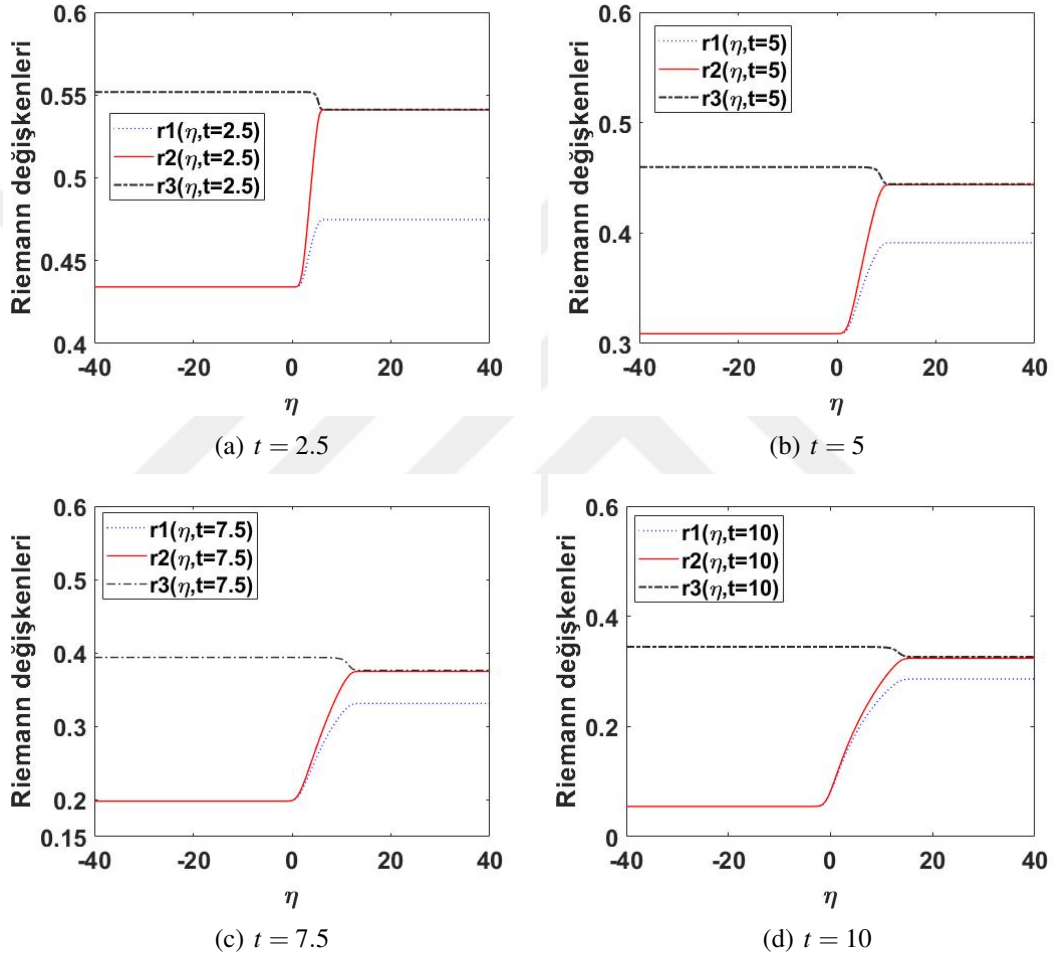 0.6
0.55
0.5
0.45
0.4
Riemann değişkenleri
r1(η,t=2.5)
r2(η,t=2.5)
r3(η,t=2.5)
-40 -20 0 20 40
η
(a) t = 2.5
0.6
0.5
0.4
0.3
Riemann değişkenleri
r1(η,t=5)
r2(η,t=5)
r3(η,t=5)
-40 -20 0 20 40
η
(b) t = 5
0.6
0.5
0.4
0.3
0.2
0.15
Riemann değişkenleri
r1(η,t=7.5)
r2(η,t=7.5)
r3(η,t=7.5)
-40 -20 0 20 40
η
(c) t = 7.5
0.6
0.4
0.2
0
Riemann değişkenleri
r1(η,t=10)
r2(η,t=10)
r3(η,t=10)
-40 -20 0 20 40
η
(d) t = 10